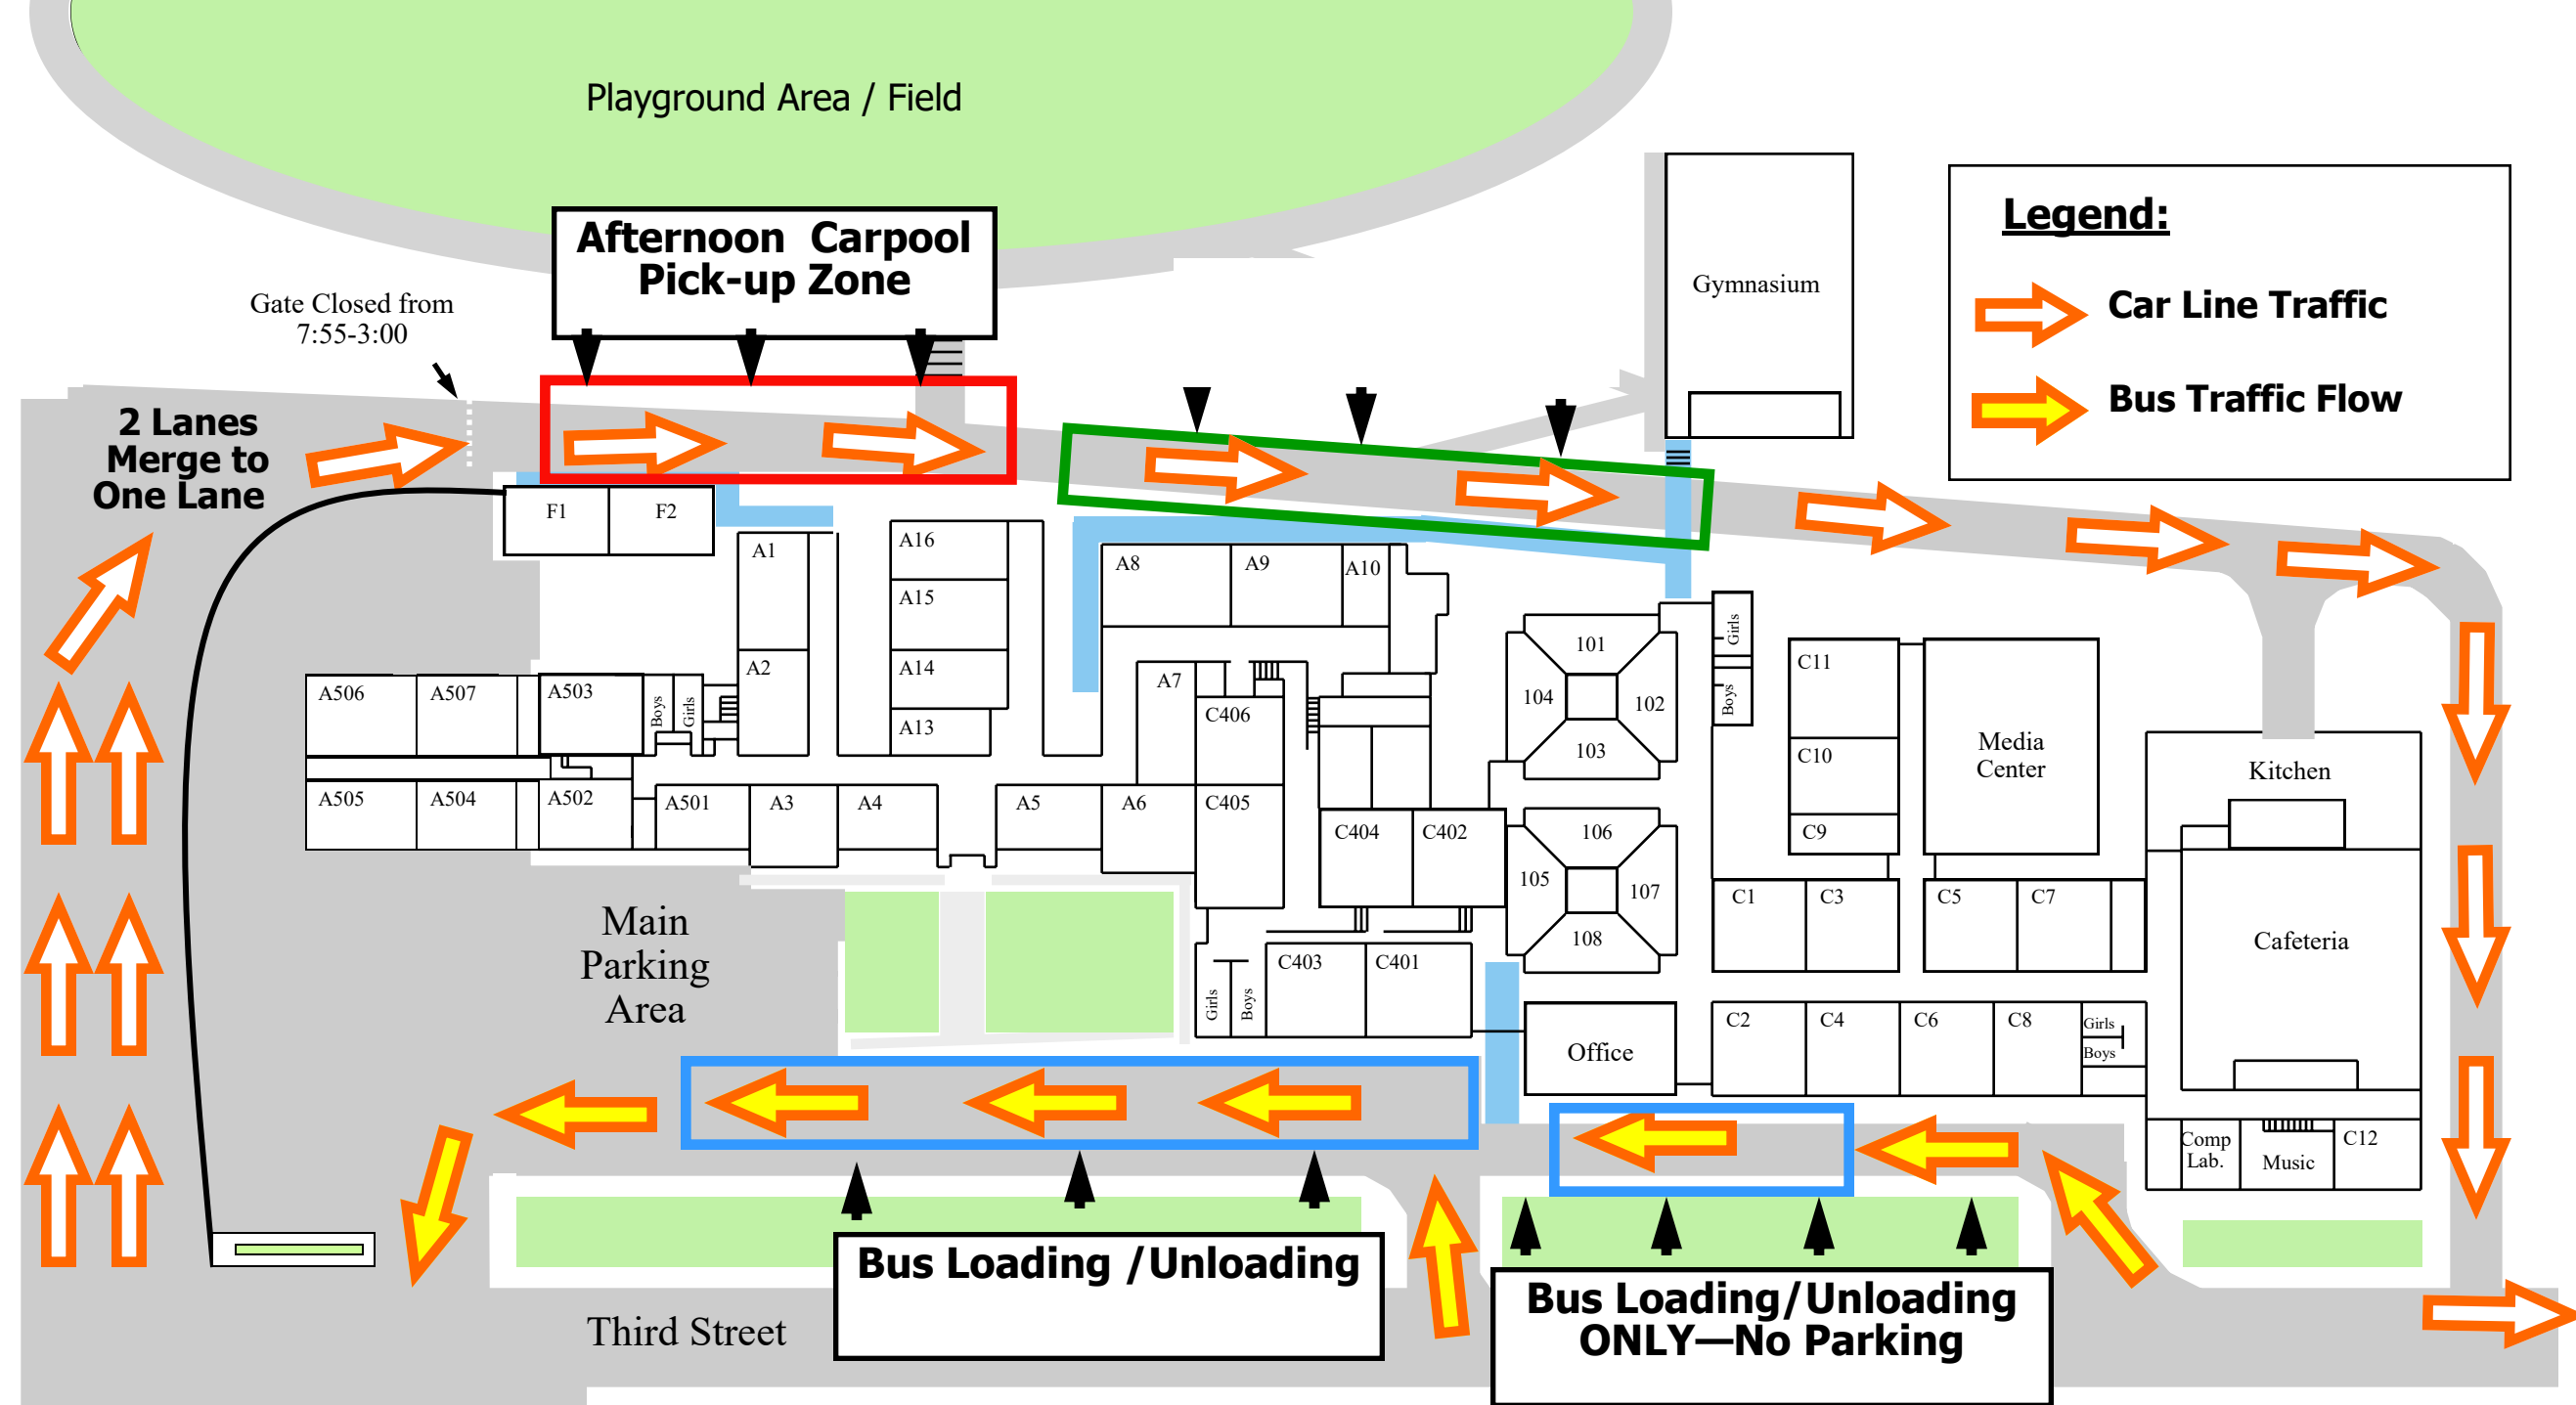 Playground Area / Field
Afternoon Carpool
Pick-up Zone
Gate Closed from
7:55-3:00
2 Lanes
Merge to
One Lane
Gymnasium
Legend:
Car Line Traffic
Bus Traffic Flow
F1
F2
A1
A2
A16
A15
A14
A13
A8
A9
A10
A7
C406
A506
A507
A503
Boys
Girls
A505
A504
A502
A501
A3
A4
A5
A6
C405
C404
C402
101
104
102
103
106
105
107
108
Girls
Boys
C11
C10
C9
Media
Center
Kitchen
Cafeteria
C1
C3
C5
C7
C2
C4
C6
C8
Girls
Boys
Comp
Lab.
Music
C12
Girls
Boys
C403
C401
Office
Main
Parking
Area
Bus Loading /Unloading
Bus Loading/Unloading
ONLY—No Parking
Third Street